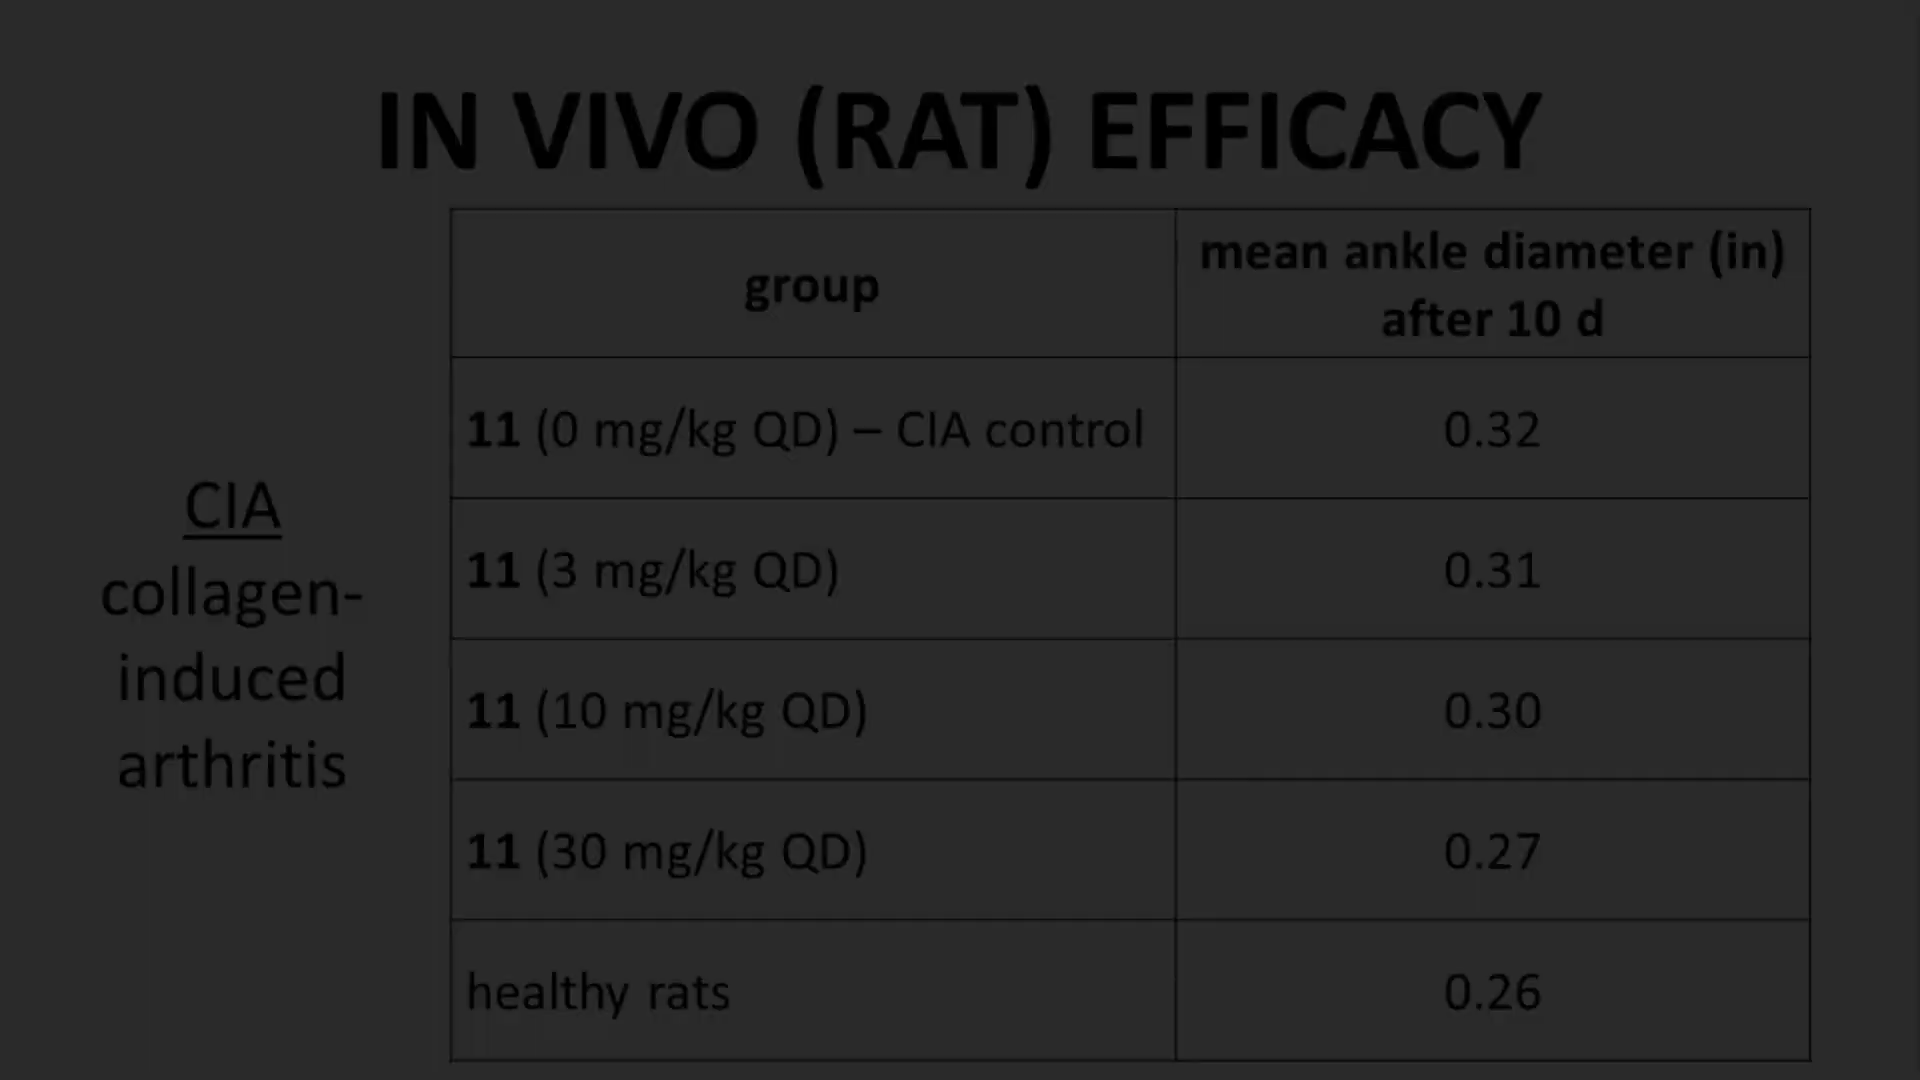 IN VIVO (RAT) EFFICACY
CIA
collagen-
induced
arthritis
group
mean ankle diameter (in)
after 10 d
11 (0 mg/kg QD) – CIA control
0.32
11 (3 mg/kg QD)
0.31
11 (10 mg/kg QD)
0.30
11 (30 mg/kg QD)
0.27
healthy rats
0.26